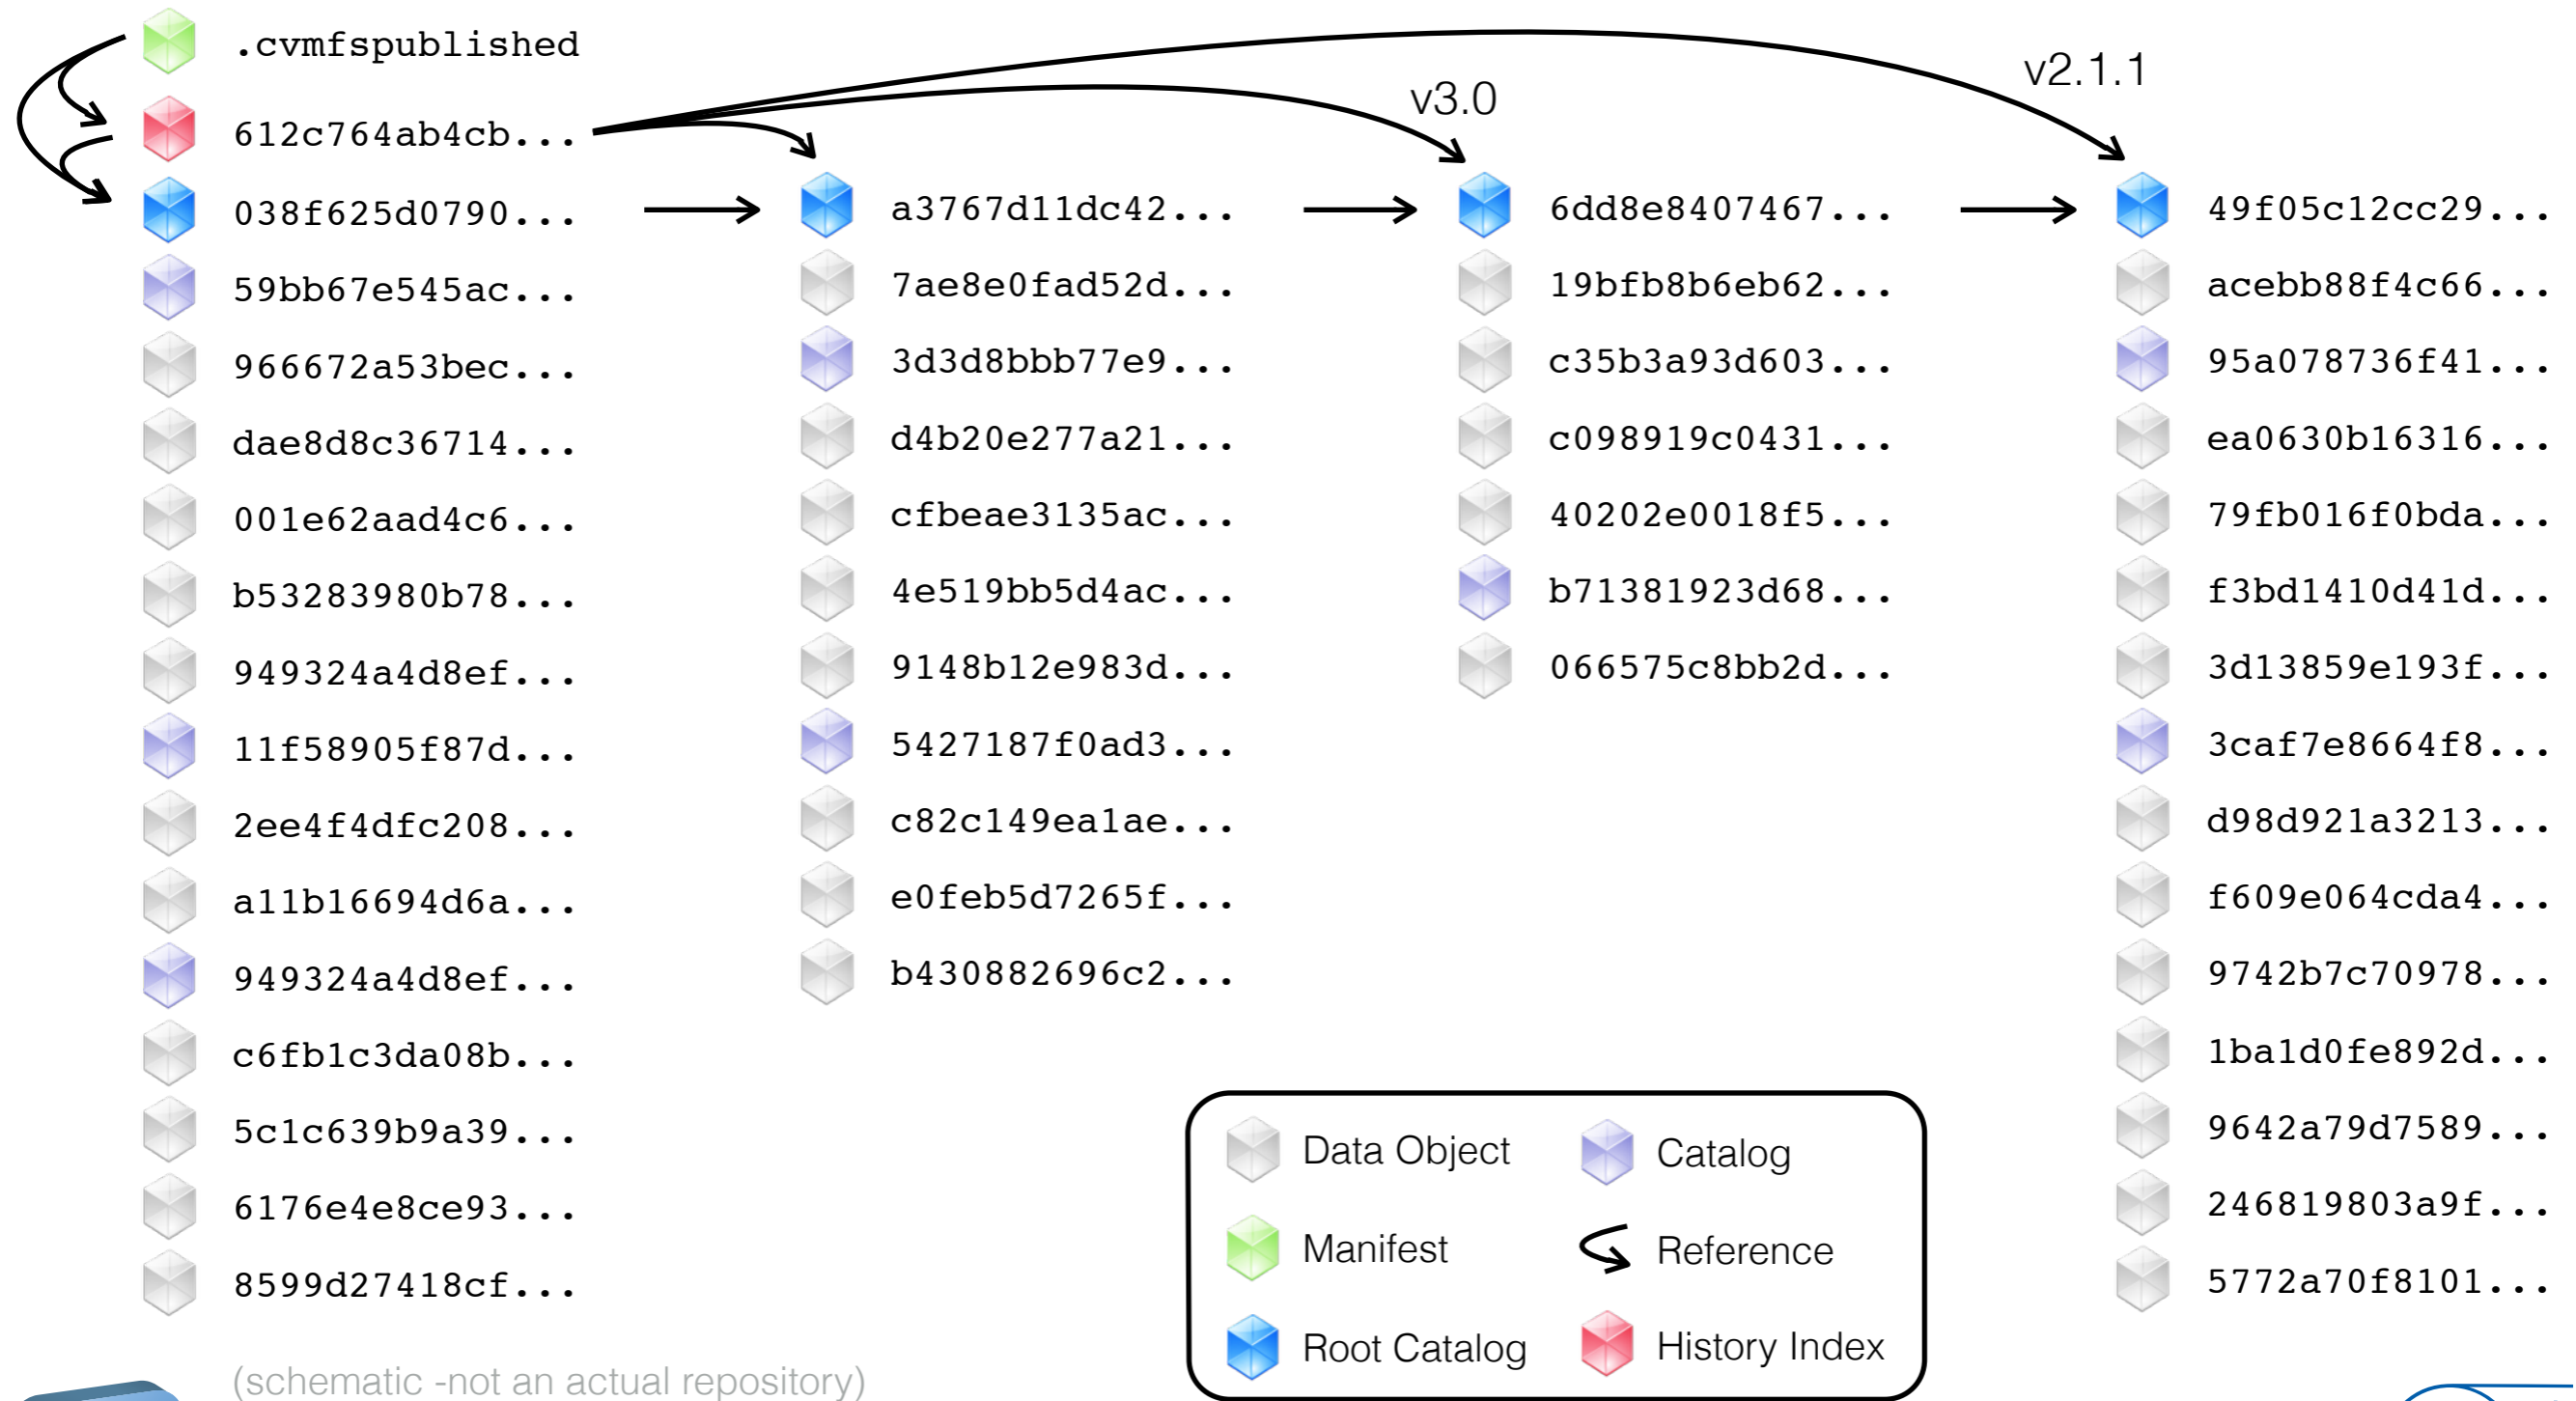 .cvmfspublished
612c764ab4cb...
038f625d0790...
59bb67e545ac...
966672a53bec...
dae8d8c36714...
001e62aad4c6...
b53283980b78...
949324a4d8ef...
11f58905f87d...
2ee4f4dfc208...
a11b16694d6a...
949324a4d8ef...
c6fb1c3da08b...
5c1c639b9a39...
6176e4e8ce93...
8599d27418cf...
(schematic -not an actual repository)
a3767d11dc42...
7ae8e0fad52d...
3d3d8bbb77e9...
d4b20e277a21...
cfbeae3135ac...
4e519bb5d4ac...
9148b12e983d...
5427187f0ad3...
c82c149ea1ae...
e0feb5d7265f...
b430882696c2...
v3.0
6dd8e8407467...
19bfb8b6eb62...
c35b3a93d603...
c098919c0431...
40202e0018f5...
b71381923d68...
066575c8bb2d...
v2.1.1
49f05c12cc29...
acebb88f4c66...
95a078736f41...
ea0630b16316...
79fb016f0bda...
f3bd1410d41d...
3d13859e193f...
3caf7e8664f8...
d98d921a3213...
f609e064cda4...
9742b7c70978...
1ba1d0fe892d...
9642a79d7589...
246819803a9f...
5772a70f8101...
Data Object
Catalog
Manifest
Reference
Root Catalog
History Index